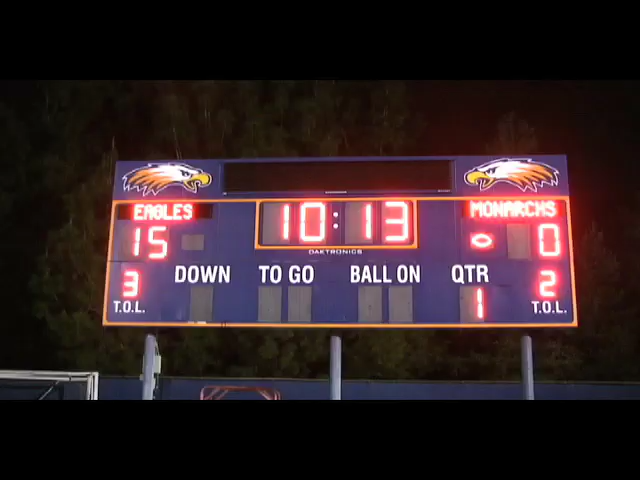 EAGLES 10:13 MONARCHS
15 0
DAKTRONICS
DOWN TO GO BALL ON QTR
3 1 2
T.O.L. T.O.L.